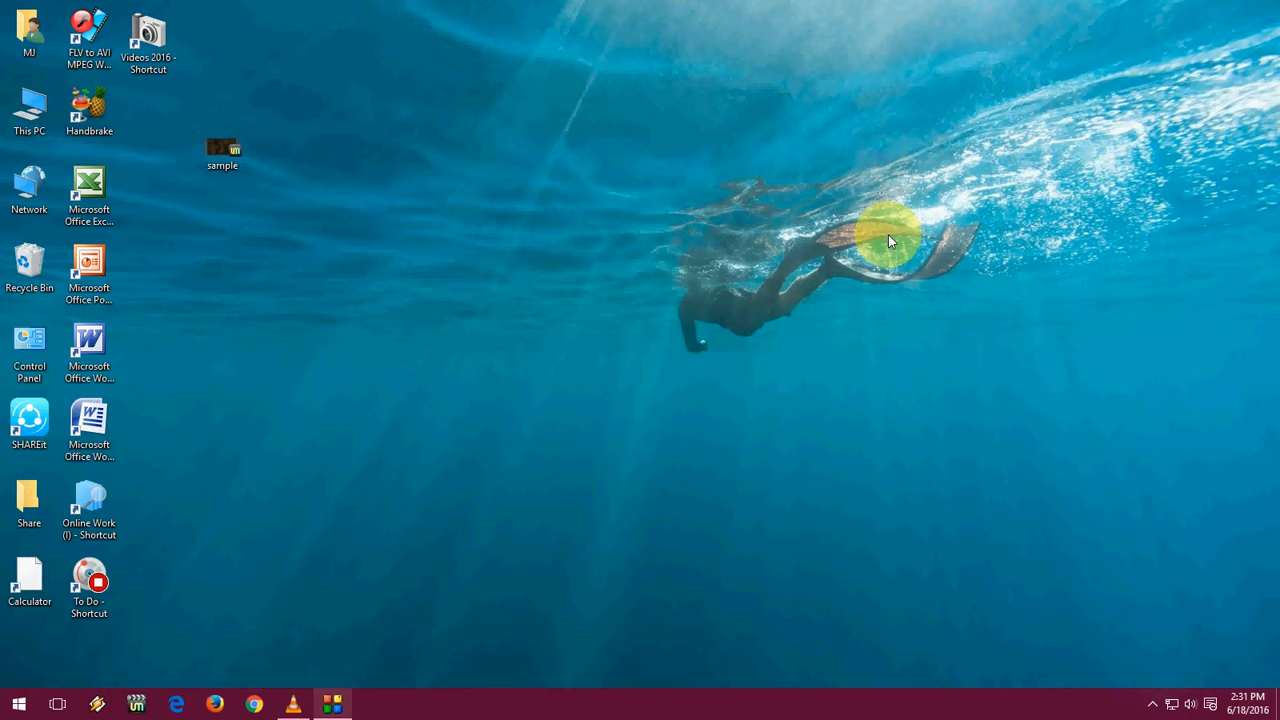 MJ
FLV to AVI
MPEG W...
Videos 2016 -
Shortcut
This PC
Handbrake
sample
Network
Microsoft
Office Exc...
Recycle Bin
Microsoft
Office Po...
Control
Panel
Microsoft
Office Wo...
SHAREit
Microsoft
Office Wo...
Share
Online Work
(I) - Shortcut
Calculator
To Do -
Shortcut
2:31 PM
6/18/2016